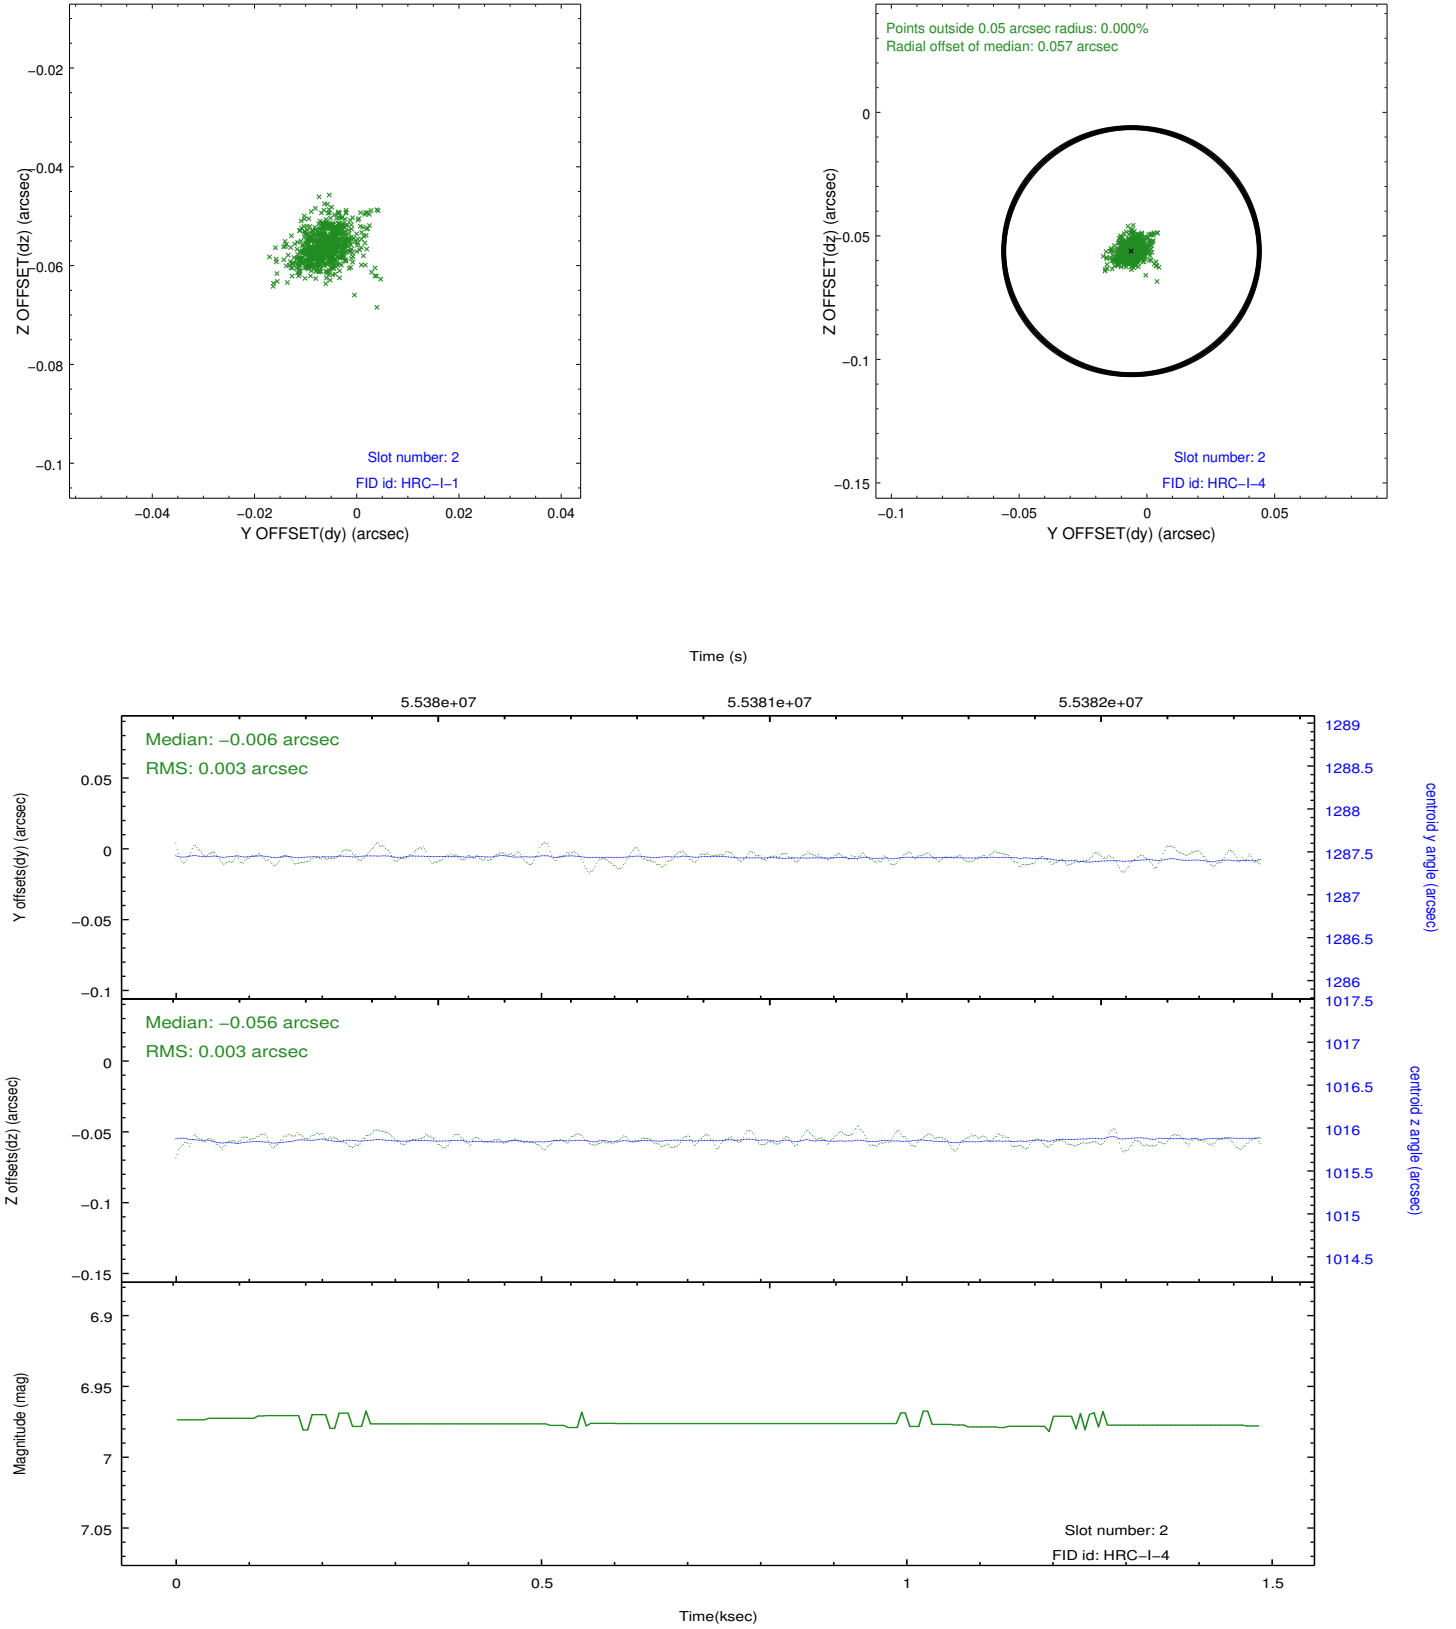 −0.02
−0.04
−0.06
−0.08
−0.1
Z OFFSET(dz) (arcsec)
Slot number: 2
FID id: HRC−I−1
−0.04
−0.02
0
0.02
0.04
Y OFFSET(dy) (arcsec)
Points outside 0.05 arcsec radius: 0.000%
Radial offset of median: 0.057 arcsec
0
−0.05
−0.1
−0.15
Z OFFSET(dz) (arcsec)
Slot number: 2
FID id: HRC−I−4
−0.1
−0.05
0
0.05
Y OFFSET(dy) (arcsec)
Time (s)
5.538e+07
5.5381e+07
5.5382e+07
Median: −0.006 arcsec
RMS: 0.003 arcsec
0.05
0
−0.05
−0.1
Y offsets(dy) (arcsec)
1289
1288.5
1288
1287.5
1287
1286.5
1286
centroid y angle (arcsec)
Median: −0.056 arcsec
RMS: 0.003 arcsec
0
−0.05
−0.1
−0.15
Z offsets(dz) (arcsec)
1017.5
1017
1016.5
1016
1015.5
1015
1014.5
centroid z angle (arcsec)
6.9
6.95
7
7.05
Magnitude (mag)
Slot number: 2
FID id: HRC−I−4
0
0.5
1
1.5
Time(ksec)